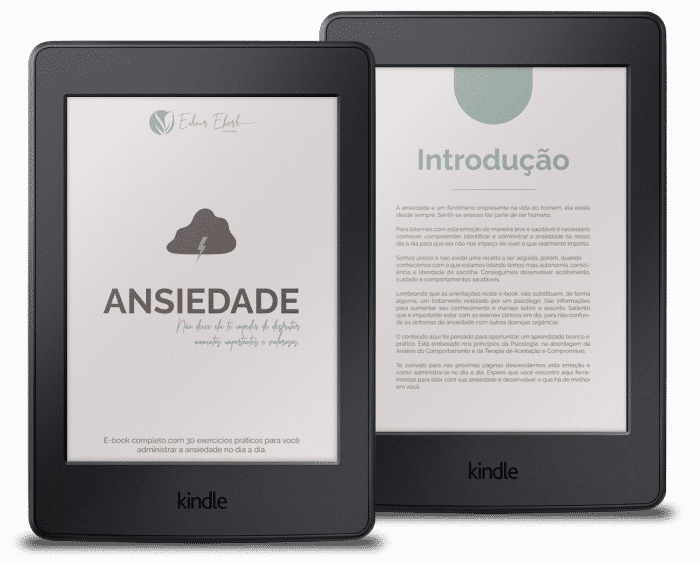 ANSIEDADE
Não deixe ela te impedir de disfrutar
momentos importantes e valorosos.
E-book completo com 30 exercícios práticos para você
administrar a ansiedade no dia a dia.
kindle
Introdução
A ansiedade é um fenômeno onipresente na vida do homem, ela existe
desde sempre. Sentir-se ansioso faz parte de ser humano.
Para lidarmos com esta emoção de maneira leve e saudável é necessário
conhecer, compreender, identificar e administrar a ansiedade no nosso
dia a dia para que ela não nos impeça de viver o que realmente importa.
Somos únicos e não existe uma receita a ser seguida, porém, quando
conhecemos com o que estamos lidando temos mais autonomia, consci-
ência e liberdade de escolha. Conseguimos desenvolver acolhimento,
cuidado e comportamentos saudáveis.
Lembrando que as orientações neste e-book, não substituem, de forma
alguma, um tratamento realizado por um psicólogo. São informações
para aumentar seu conhecimento e manejo sobre o assunto. Saliento
que é importante estar com os exames clínicos em dia, para não confun-
dir os sintomas de ansiedade com outras doenças orgânicas.
O conteúdo aqui foi pensado para oportunizar um aprendizado teórico e
prático. Está embasado nos princípios da Psicologia, na abordagem da
Análise do Comportamento e da Terapia de Aceitação e Compromisso.
Te convido para nas próximas páginas desvendarmos esta emoção e
como administra-la no dia a dia. Espero que você encontre aqui ferra-
mentas para lidar com sua ansiedade e desenvolver o que há de melhor
em você.
kindle